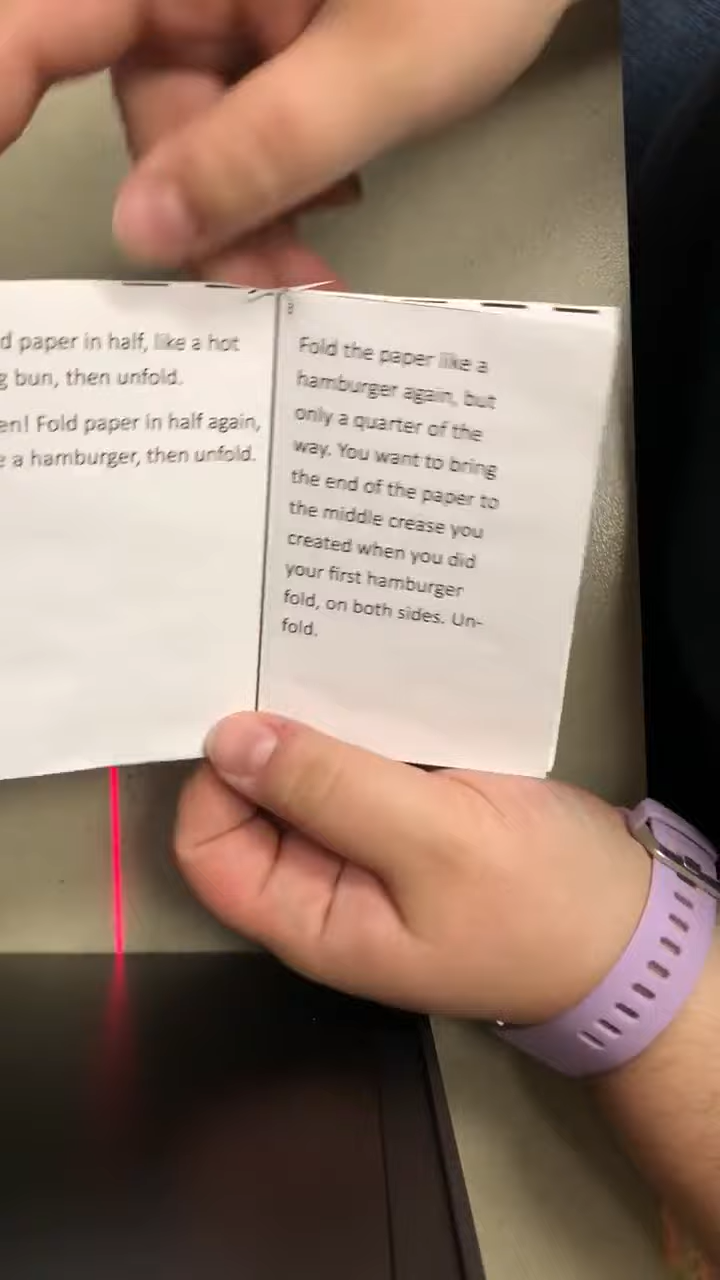 d paper in half, like a hot
g bun, then unfold.
en! Fold paper in half again,
e a hamburger, then unfold.
Fold the paper like a
hamburger again, but
only a quarter of the
way. You want to bring
the end of the paper to
the middle crease you
created when you did
your first hamburger
fold, on both sides. Un-
fold.